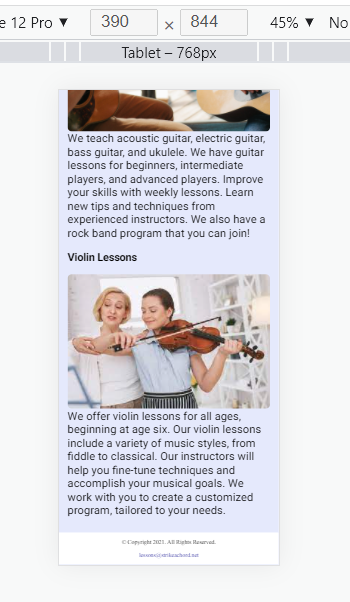 e 12 Pro ▼ 390 × 844 45% ▼ No
Tablet – 768px
We teach acoustic guitar, electric guitar,
bass guitar, and ukulele. We have guitar
lessons for beginners, intermediate
players, and advanced players. Improve
your skills with weekly lessons. Learn
new tips and techniques from
experienced instructors. We also have a
rock band program that you can join!
Violin Lessons
We offer violin lessons for all ages,
beginning at age six. Our violin lessons
include a variety of music styles, from
fiddle to classical. Our instructors will
help you fine-tune techniques and
accomplish your musical goals. We
work with you to create a customized
program, tailored to your needs.
© Copyright 2021. All Rights Reserved.
lessons@strikeachord.net